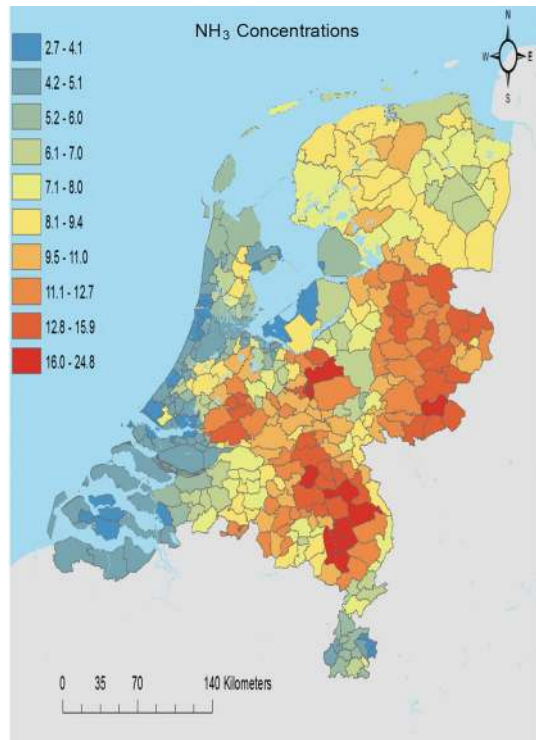 NH3 Concentrations
N
W E
S
2.7 - 4.1
4.2 - 5.1
5.2 - 6.0
6.1 - 7.0
7.1 - 8.0
8.1 - 9.4
9.5 - 11.0
11.1 - 12.7
12.8 - 15.9
16.0 - 24.8
0 35 70 140 Kilometers